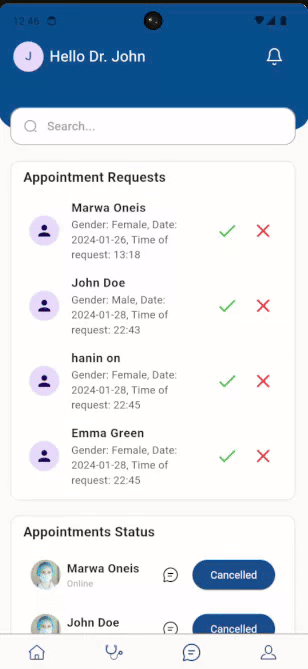 12:46
J
Hello Dr. John
Search...
Appointment Requests
Marwa Oneis
Gender: Female, Date:
2024-01-26, Time of
request: 13:18
John Doe
Gender: Male, Date:
2024-01-28, Time of
request: 22:43
hanin on
Gender: Female, Date:
2024-01-28, Time of
request: 22:45
Emma Green
Gender: Female, Date:
2024-01-28, Time of
request: 22:45
Appointments Status
Marwa Oneis
Online
Cancelled
John Doe
Cancelled